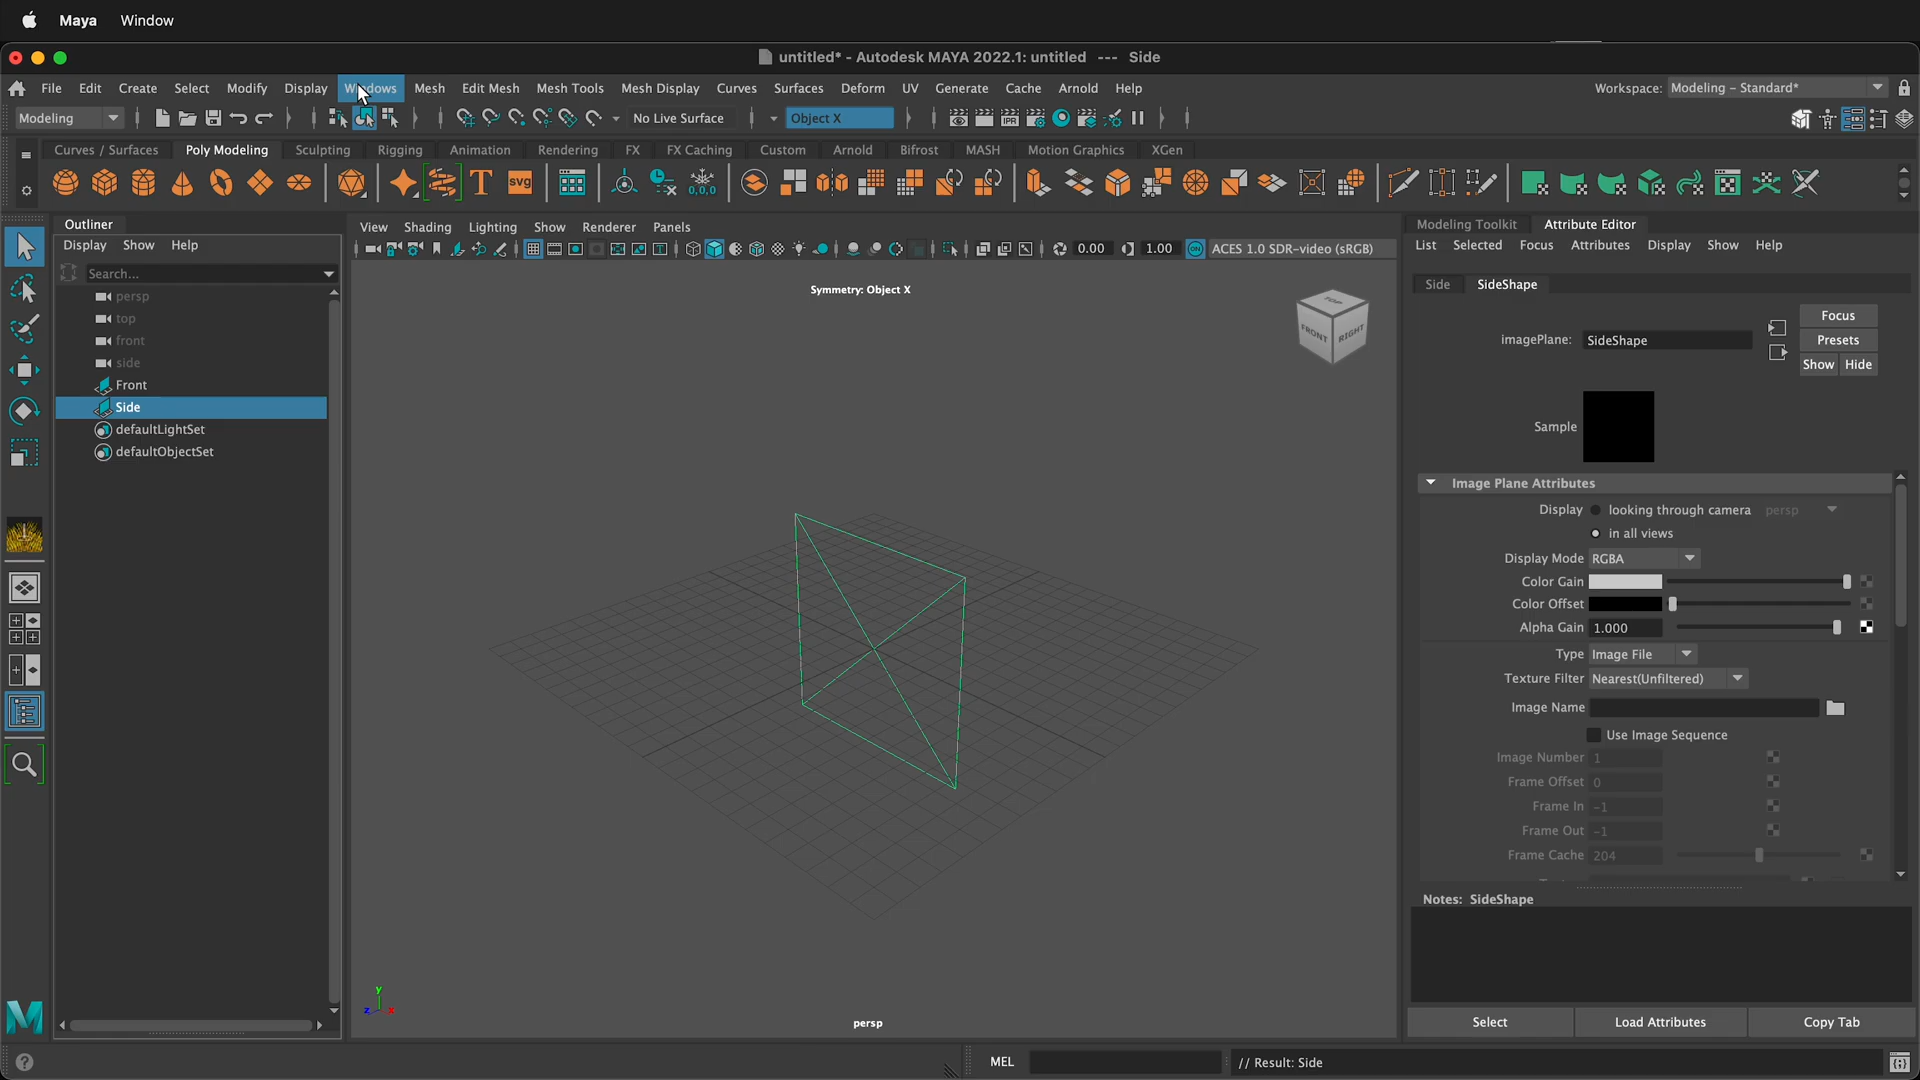 Maya Window
untitled* - Autodesk MAYA 2022.1: untitled --- Side
File Edit Create Select Modify Display Windows Mesh Edit Mesh Mesh Tools Mesh Display Curves Surfaces Deform UV Generate Cache Arnold Help Workspace: Modeling - Standard*
Modeling No Live Surface Object X
Curves / Surfaces Poly Modeling Sculpting Rigging Animation Rendering FX FX Caching Custom Arnold Bifrost MASH Motion Graphics XGen
T SVG 0,0,0
Outliner
Display Show Help
Search...
persp
top
front
side
Front
Side
defaultLightSet
defaultObjectSet
View Shading Lighting Show Renderer Panels
0.00 1.00 ON ACES 1.0 SDR-video (sRGB)
Symmetry: Object X
TOP
FRONT RIGHT
y
z x
persp
Modeling Toolkit Attribute Editor
List Selected Focus Attributes Display Show Help
Side SideShape
imagePlane: SideShape
Focus
Presets
Show Hide
Sample
Image Plane Attributes
Display looking through camera persp
in all views
Display Mode RGBA
Color Gain
Color Offset
Alpha Gain 1.000
Type Image File
Texture Filter Nearest(Unfiltered)
Image Name
Use Image Sequence
Image Number 1
Frame Offset 0
Frame In -1
Frame Out -1
Frame Cache 204
Notes: SideShape
Select Load Attributes Copy Tab
MEL // Result: Side